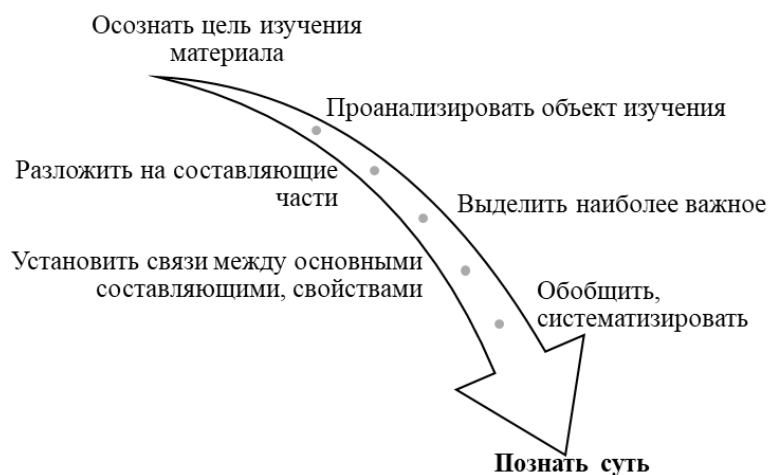 Осознать цель изучения
материала
Проанализировать объект изучения
Разложить на составляющие
части
Выделить наиболее важное
Установить связи между основными
составляющими, свойствами
Обобщить,
систематизировать
Познать суть